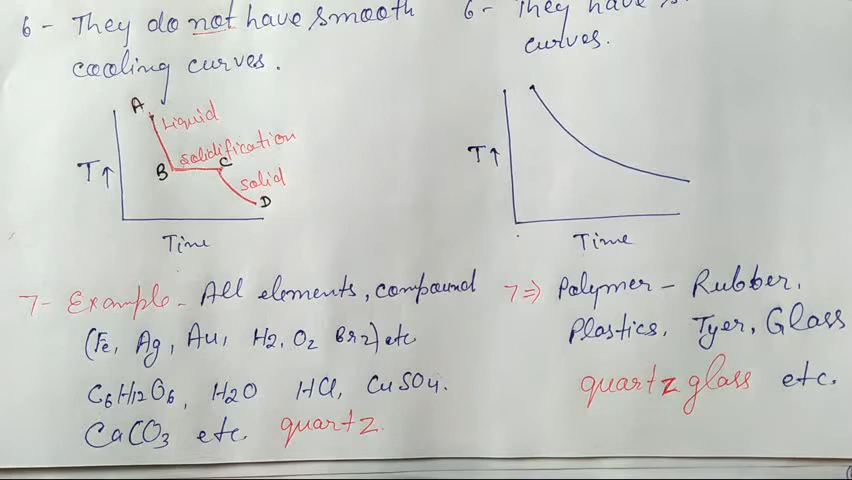 6- They do not have smooth
cooling curves.
A
Liquid
solidification
B
C
solid
D
T↑
Time
7- Example - All elements, compound
(Fe, Ag, Au, H2, O2 Br2) etc
C6H12O6, H2O HCl, CuSO4.
CaCO3 etc. quartz.
6- They have
curves.
T↑
Time
7⇒ Polymer - Rubber,
Plastics, Tyer, Glass
quartz glass etc.